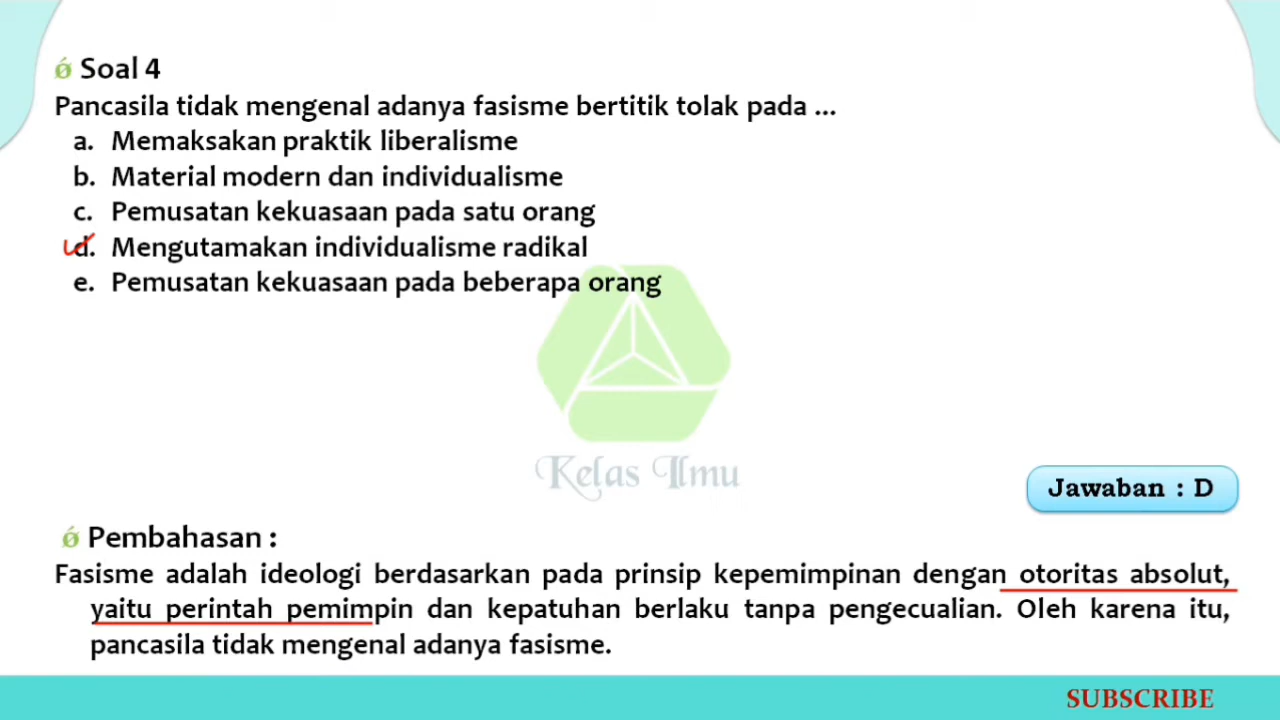 ǿ Soal 4
Pancasila tidak mengenal adanya fasisme bertitik tolak pada ...
a. Memaksakan praktik liberalisme
b. Material modern dan individualisme
c. Pemusatan kekuasaan pada satu orang
d. Mengutamakan individualisme radikal
e. Pemusatan kekuasaan pada beberapa orang
Kelas Ilmu
Jawaban : D
ǿ Pembahasan :
Fasisme adalah ideologi berdasarkan pada prinsip kepemimpinan dengan otoritas absolut,
yaitu perintah pemimpin dan kepatuhan berlaku tanpa pengecualian. Oleh karena itu,
pancasila tidak mengenal adanya fasisme.
SUBSCRIBE